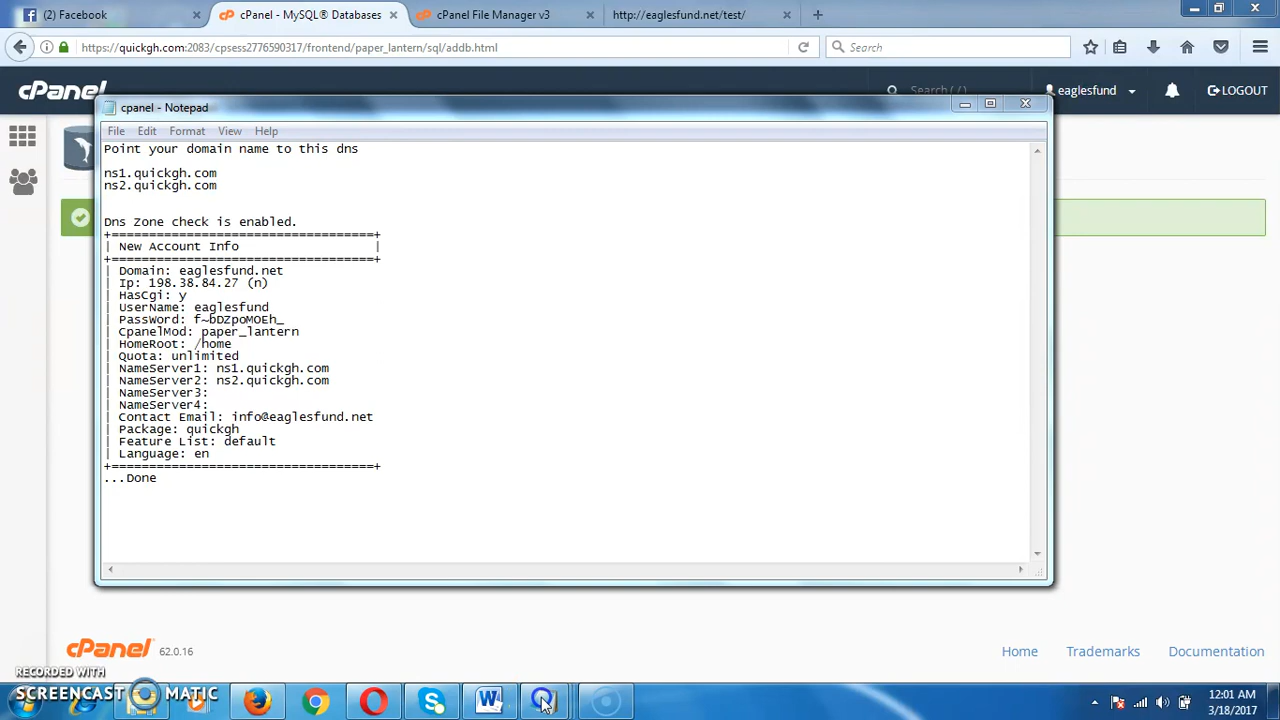 Facebook
cPanel - MySQL® Databases
cPanel File Manager v3
http://eaglesfund.net/test/
https://quickgh.com:2083/cpsess2776590317/frontend/paper_lantern/sql/addb.html
Search
cPanel
Search ( / )
eaglesfund
LOGOUT
cpanel - Notepad
File Edit Format View Help
Point your domain name to this dns
ns1.quickgh.com
ns2.quickgh.com
Dns Zone check is enabled.
+===================================+
| New Account Info |
+===================================+
| Domain: eaglesfund.net
| Ip: 198.38.84.27 (n)
| HasCgi: y
| UserName: eaglesfund
| PassWord: f~bDZpoMOEh_
| CpanelMod: paper_lantern
| HomeRoot: /home
| Quota: unlimited
| NameServer1: ns1.quickgh.com
| NameServer2: ns2.quickgh.com
| NameServer3:
| NameServer4:
| Contact Email: info@eaglesfund.net
| Package: quickgh
| Feature List: default
| Language: en
+===================================+
...Done
cPanel 62.0.16
Home Trademarks Documentation
RECORDED WITH
SCREENCAST MATIC
12:01 AM
3/18/2017